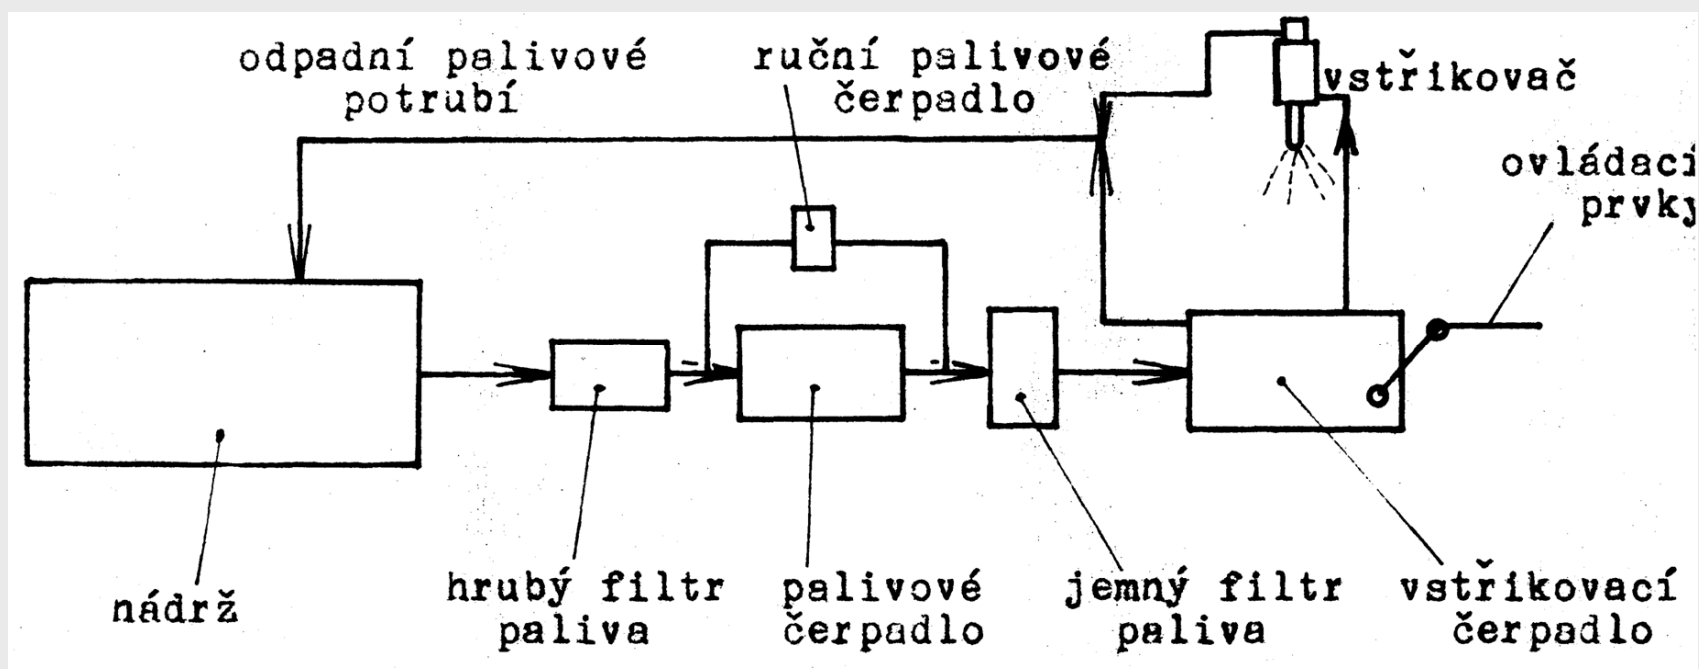 odpadní palivové
potrubí
ruční palivové
čerpadlo
vstřikovač
ovládací
prvky
nádrž
hrubý filtr
paliva
palivové
čerpadlo
jemný filtr
paliva
vstřikovací
čerpadlo